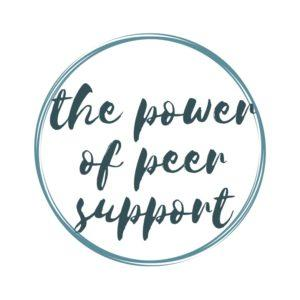 the power
of peer
support